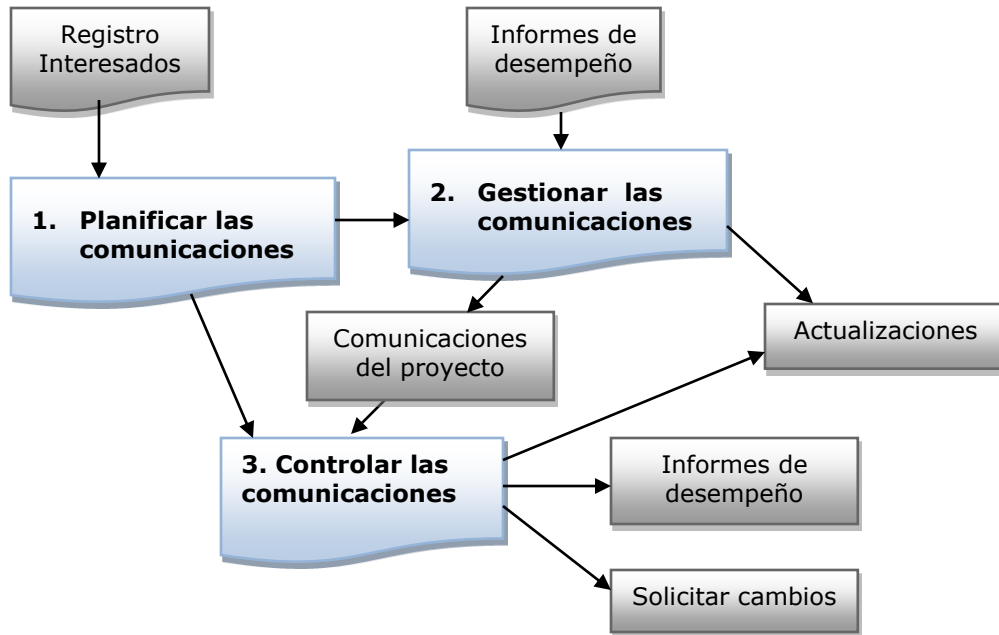 Registro
Interesados
Informes de
desempeño
1. Planificar las
comunicaciones
2. Gestionar las
comunicaciones
Comunicaciones
del proyecto
Actualizaciones
3. Controlar las
comunicaciones
Informes de
desempeño
Solicitar cambios